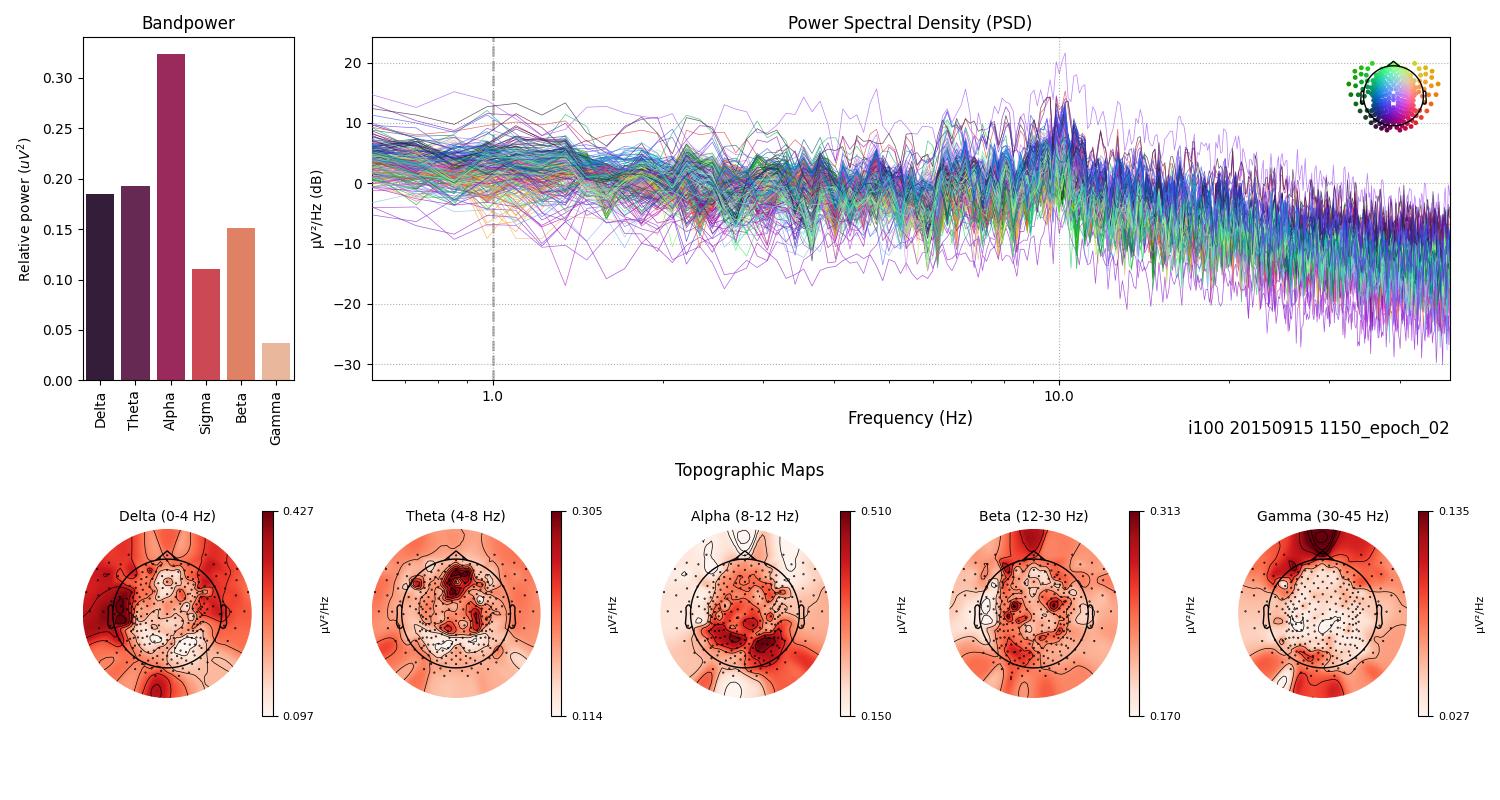 Bandpower
Power Spectral Density (PSD)
Relative power (uV²)
0.30
0.25
0.20
0.15
0.10
0.05
0.00
Delta
Theta
Alpha
Sigma
Beta
Gamma
µV²/Hz (dB)
20
10
0
−10
−20
−30
1.0
10.0
Frequency (Hz)
i100 20150915 1150_epoch_02
Topographic Maps
Delta (0-4 Hz)
0.427
0.097
µV²/Hz
Theta (4-8 Hz)
0.305
0.114
µV²/Hz
Alpha (8-12 Hz)
0.510
0.150
µV²/Hz
Beta (12-30 Hz)
0.313
0.170
µV²/Hz
Gamma (30-45 Hz)
0.135
0.027
µV²/Hz